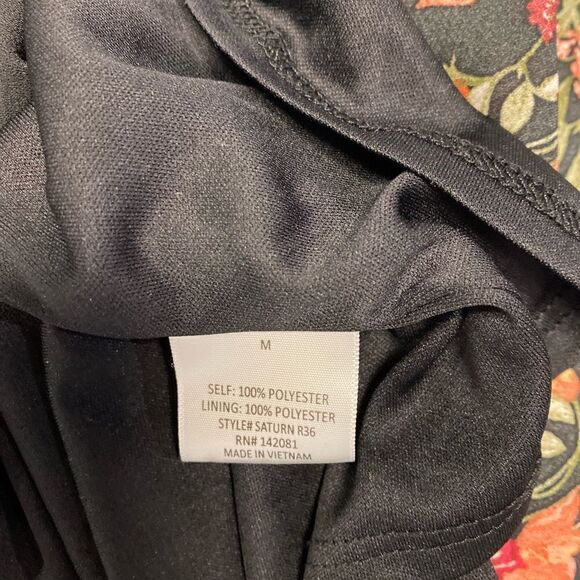 M
SELF: 100% POLYESTER
LINING: 100% POLYESTER
STYLE# SATURN R36
RN# 142081
MADE IN VIETNAM